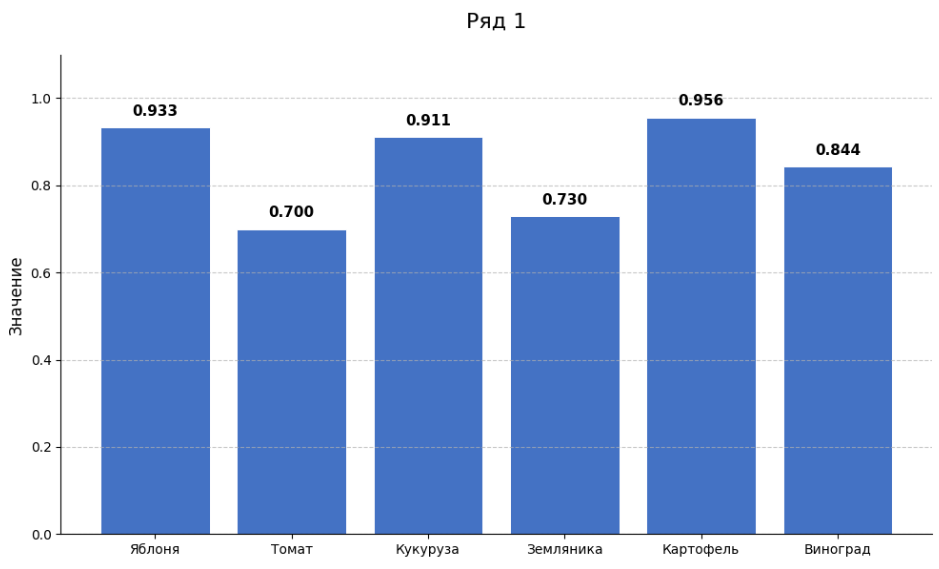 Ряд 1
Значение
1.0
0.8
0.6
0.4
0.2
0.0
0.933
0.700
0.911
0.730
0.956
0.844
Яблоня
Томат
Кукуруза
Земляника
Картофель
Виноград